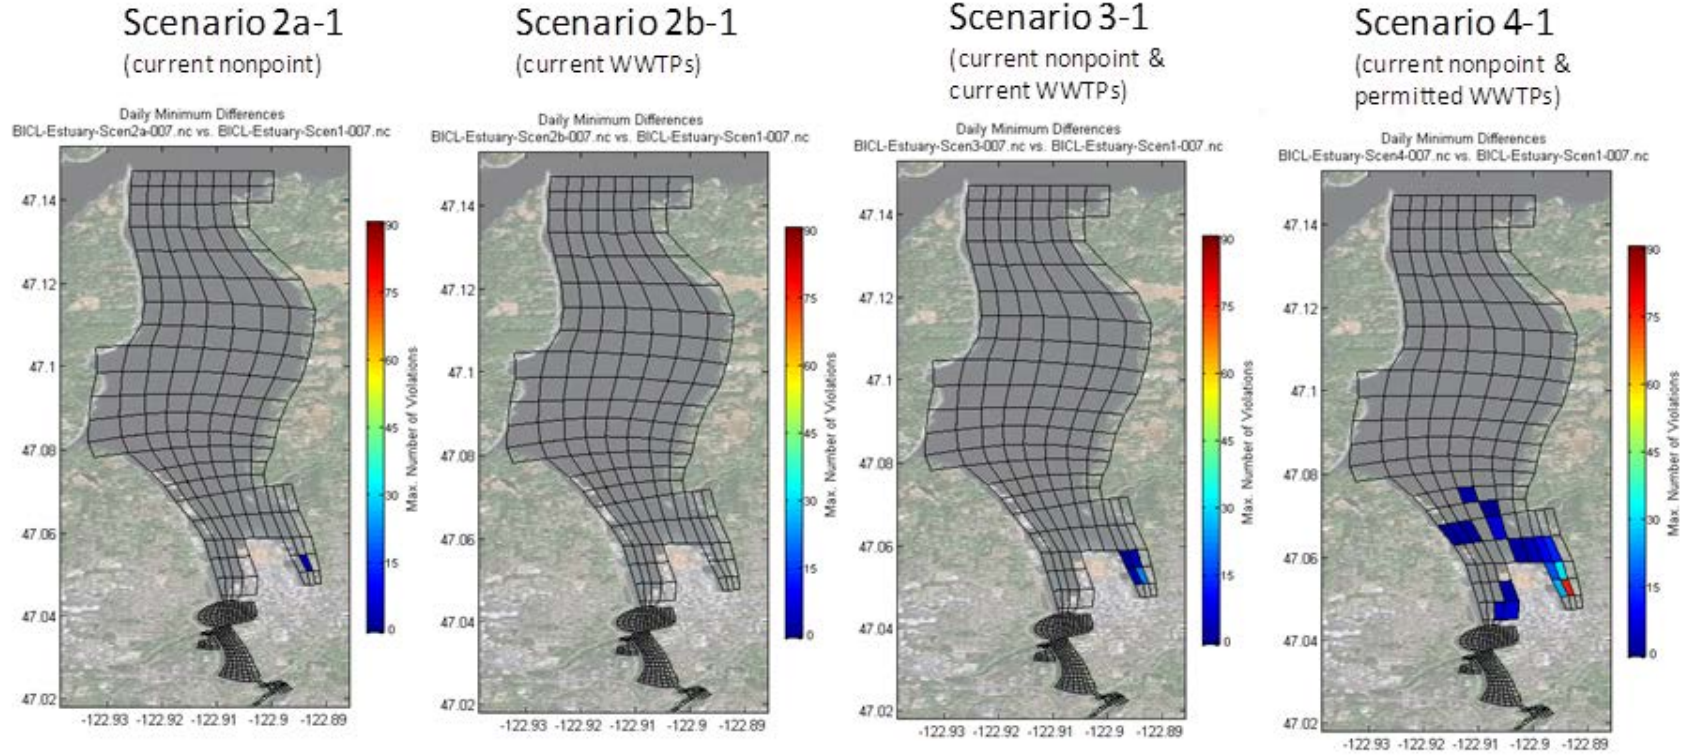 Scenario 2a-1
(current nonpoint)
Daily Minimum Differences
BICL-Estuary-Scen2a-007.nc vs. BICL-Estuary-Scen1-007.nc
47.14
47.12
47.1
47.08
47.06
47.04
47.02
-122.93 -122.92 -122.91 -122.9 -122.89
90
75
60
45
30
15
0
Max. Number of Violations
Scenario 2b-1
(current WWTPs)
Daily Minimum Differences
BICL-Estuary-Scen2b-007.nc vs. BICL-Estuary-Scen1-007.nc
47.14
47.12
47.1
47.08
47.06
47.04
47.02
-122.93 -122.92 -122.91 -122.9 -122.89
90
75
60
45
30
15
0
Max. Number of Violations
Scenario 3-1
(current nonpoint &
current WWTPs)
Daily Minimum Differences
BICL-Estuary-Scen3-007.nc vs. BICL-Estuary-Scen1-007.nc
47.14
47.12
47.1
47.08
47.06
47.04
47.02
-122.93 -122.92 -122.91 -122.9 -122.89
90
75
60
45
30
15
0
Max. Number of Violations
Scenario 4-1
(current nonpoint &
permitted WWTPs)
Daily Minimum Differences
BICL-Estuary-Scen4-007.nc vs. BICL-Estuary-Scen1-007.nc
47.14
47.12
47.1
47.08
47.06
47.04
47.02
-122.93 -122.92 -122.91 -122.9 -122.89
90
75
60
45
30
15
0
Max. Number of Violations